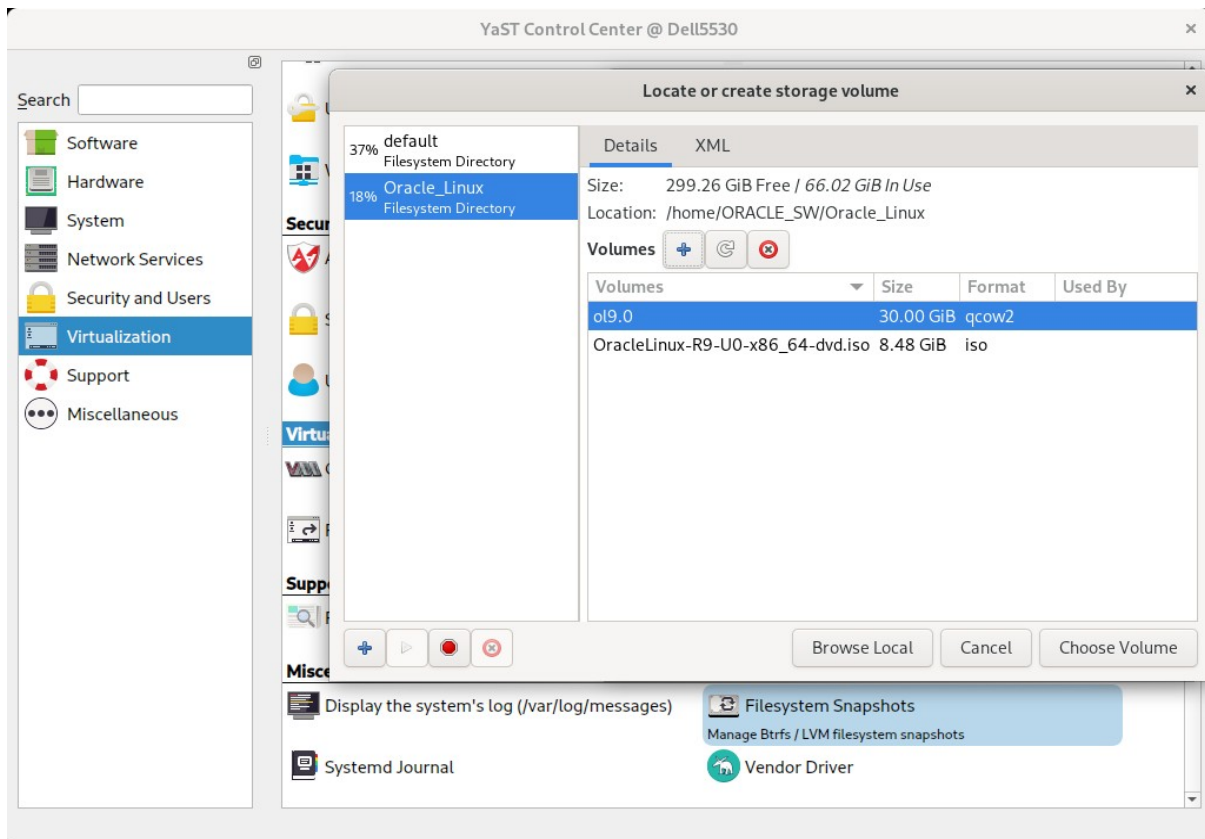 YaST Control Center @ Dell5530
Search
Software
Hardware
System
Network Services
Security and Users
Virtualization
Support
Miscellaneous
Secur
Virtu
Supp
Misce
Display the system's log (/var/log/messages)
Filesystem Snapshots
Manage Btrfs / LVM filesystem snapshots
Systemd Journal
Vendor Driver
Locate or create storage volume
37% default
Filesystem Directory
18% Oracle_Linux
Filesystem Directory
Details XML
Size: 299.26 GiB Free / 66.02 GiB In Use
Location: /home/ORACLE_SW/Oracle_Linux
Volumes
Volumes Size Format Used By
ol9.0 30.00 GiB qcow2
OracleLinux-R9-U0-x86_64-dvd.iso 8.48 GiB iso
Browse Local Cancel Choose Volume